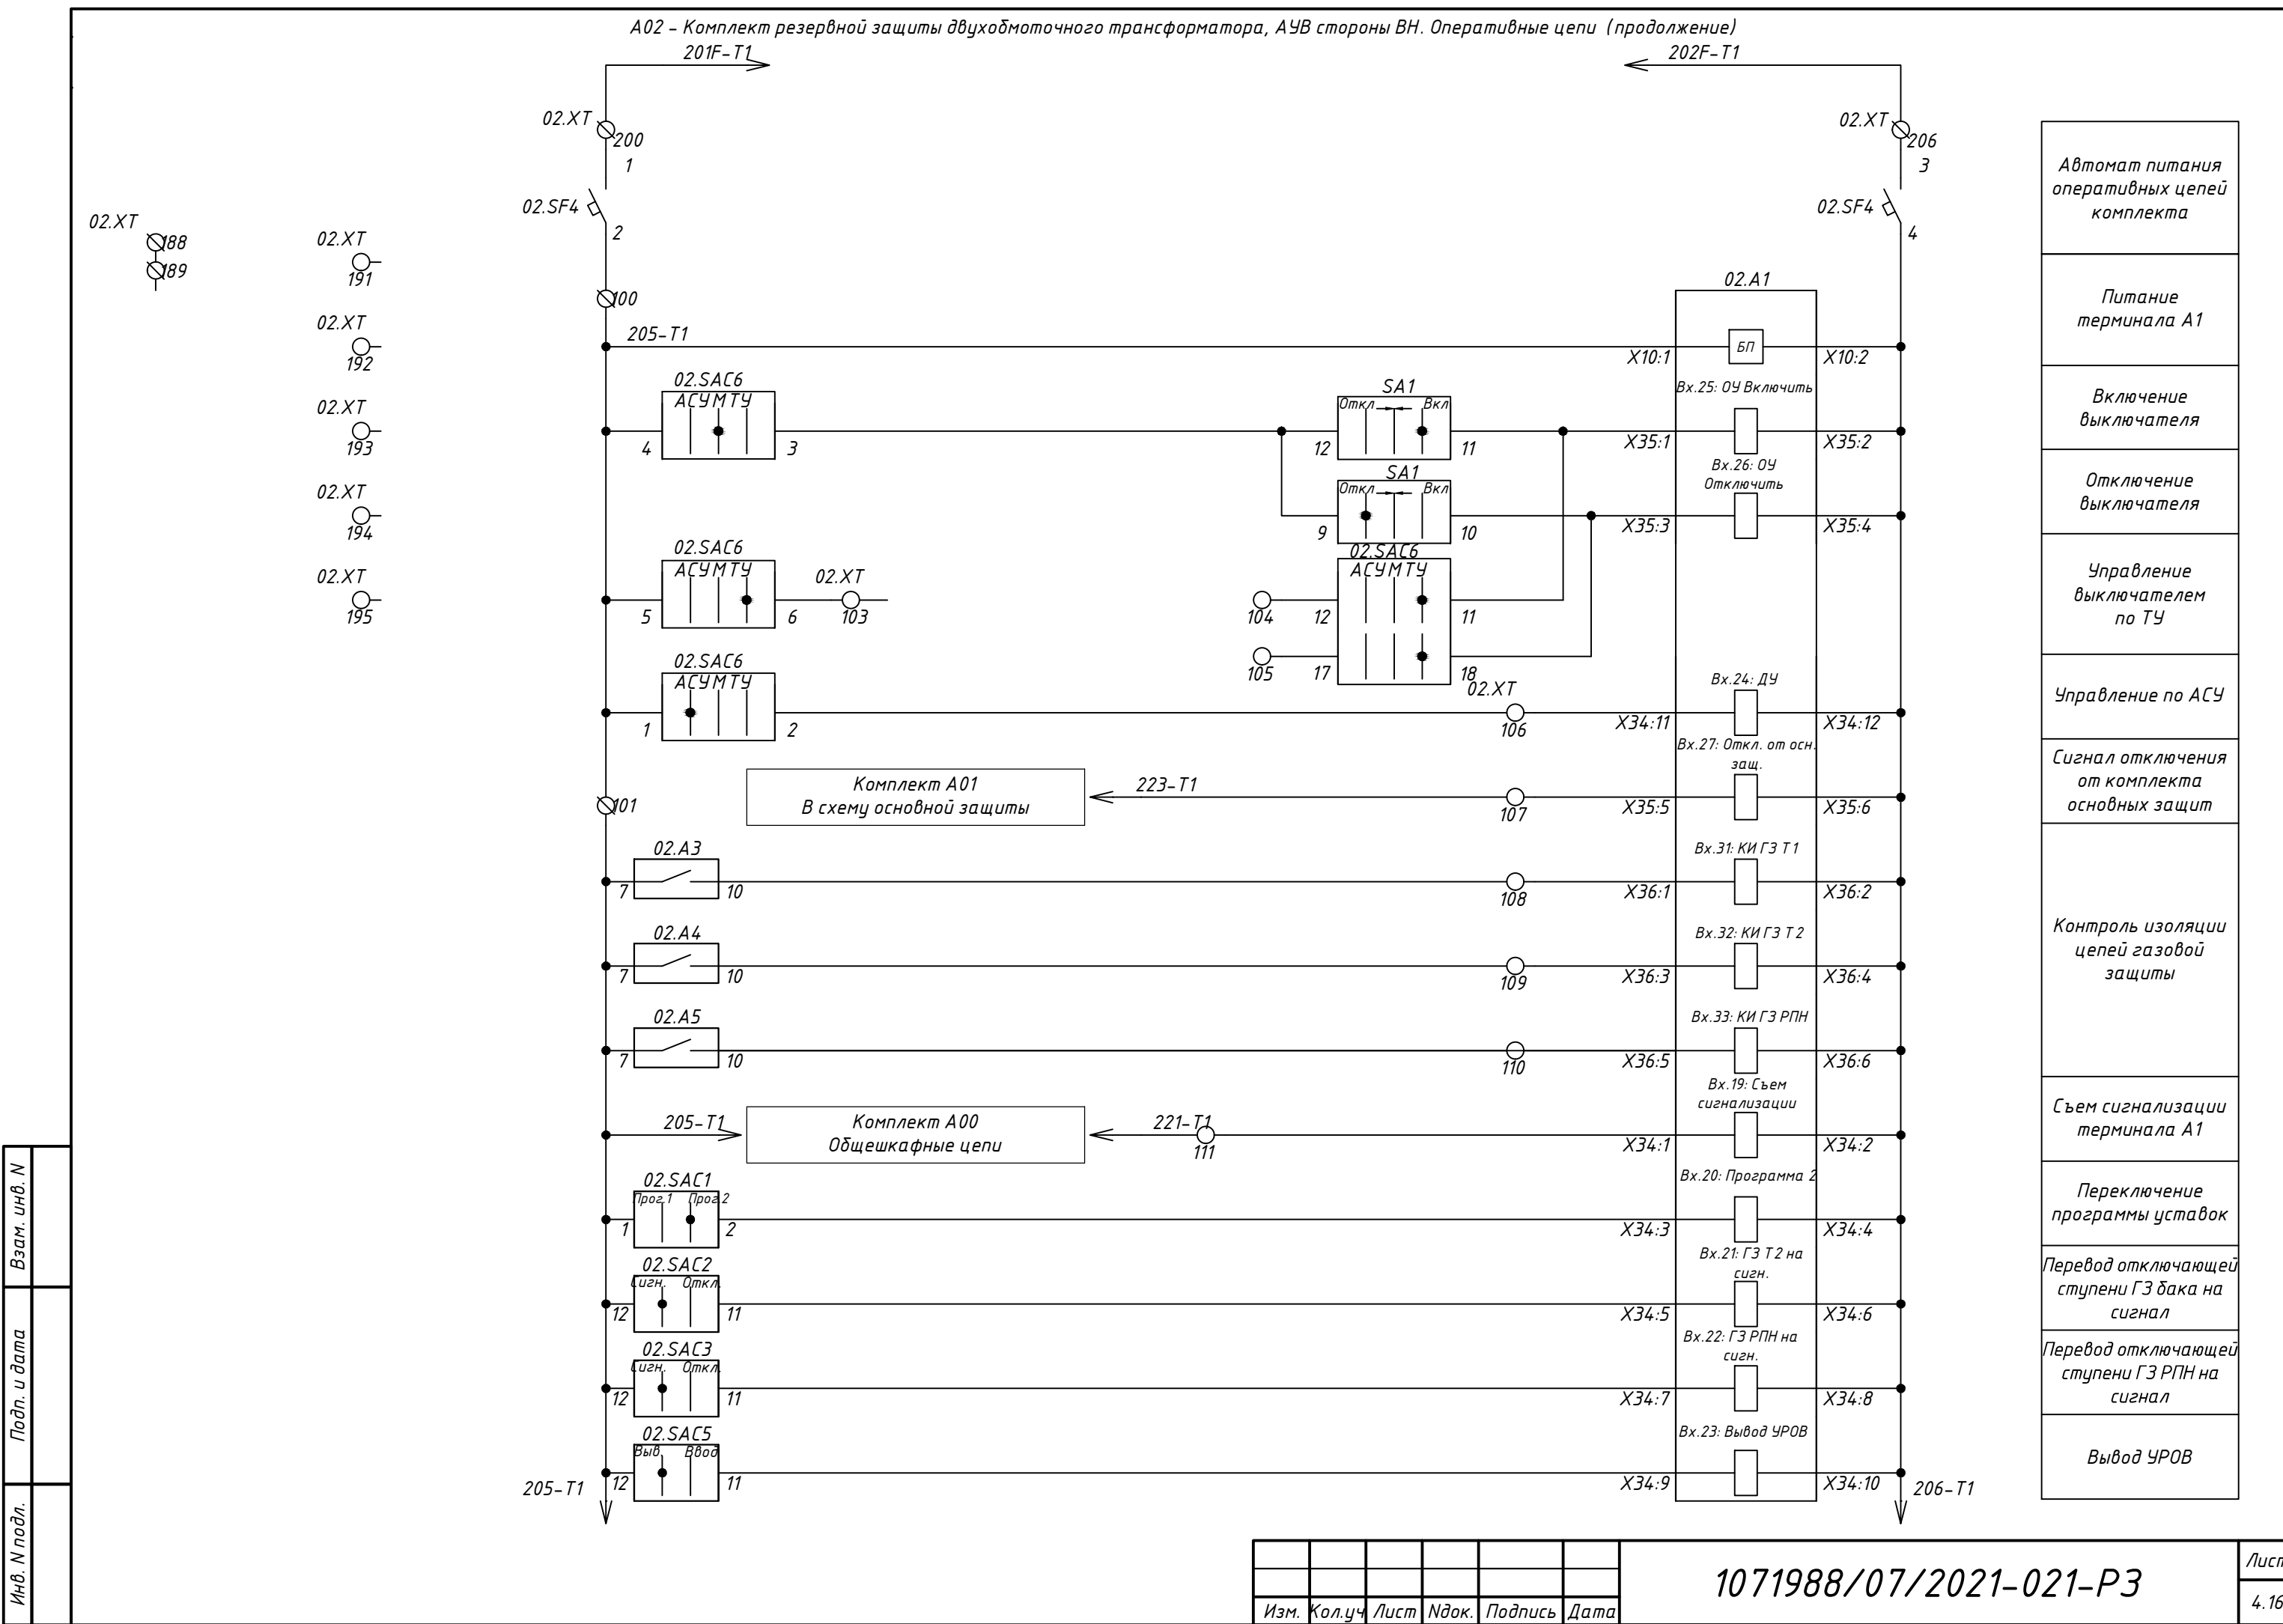 А02 - Комплект резервной защиты двухобмоточного трансформатора, АУВ стороны ВН. Оперативные цепи (продолжение)
201F-T1
202F-T1
02.XT
200
1
02.SF4
2
02.XT
206
3
02.SF4
4
02.XT
188
189
02.XT
191
02.XT
192
02.XT
193
02.XT
194
02.XT
195
100
205-T1
02.A1
X10:1
БП
X10:2
02.SAC6
АСУ М ТУ
4
3
SA1
Откл
Вкл
12
11
Вх.25: ОУ Включить
X35:1
X35:2
SA1
Откл
Вкл
9
10
Вх.26: ОУ
Отключить
X35:3
X35:4
02.SAC6
АСУ М ТУ
5
6
02.XT
103
02.SAC6
АСУ М ТУ
104
12
11
105
17
18
02.SAC6
АСУ М ТУ
1
2
02.XT
106
Вх.24: ДУ
X34:11
X34:12
101
Комплект А01
В схему основной защиты
223-T1
107
Вх.27: Откл. от осн.
защ.
X35:5
X35:6
02.A3
7
10
108
Вх.31: КИ ГЗ Т1
X36:1
X36:2
02.A4
7
10
109
Вх.32: КИ ГЗ Т2
X36:3
X36:4
02.A5
7
10
110
Вх.33: КИ ГЗ РПН
X36:5
X36:6
205-T1
Комплект А00
Общешкафные цепи
221-T1
111
Вх.19: Съем
сигнализации
X34:1
X34:2
02.SAC1
Прог.1
Прог.2
1
2
Вх.20: Программа 2
X34:3
X34:4
02.SAC2
Сигн.
Откл.
12
11
Вх.21: ГЗ Т2 на
сигн.
X34:5
X34:6
02.SAC3
Сигн.
Откл.
12
11
Вх.22: ГЗ РПН на
сигн.
X34:7
X34:8
02.SAC5
Выв.
Ввод
12
11
Вх.23: Вывод УРОВ
X34:9
X34:10
205-T1
206-T1
Автомат питания
оперативных цепей
комплекта
Питание
терминала А1
Включение
выключателя
Отключение
выключателя
Управление
выключателем
по ТУ
Управление по АСУ
Сигнал отключения
от комплекта
основных защит
Контроль изоляции
цепей газовой
защиты
Съем сигнализации
терминала А1
Переключение
программы уставок
Перевод отключающей
ступени ГЗ бака на
сигнал
Перевод отключающей
ступени ГЗ РПН на
сигнал
Вывод УРОВ
Взам. инв. N
Подп. и дата
Инв. N подл.
Изм.
Кол.уч
Лист
Nдок.
Подпись
Дата
1071988/07/2021-021-РЗ
Лист
4.16